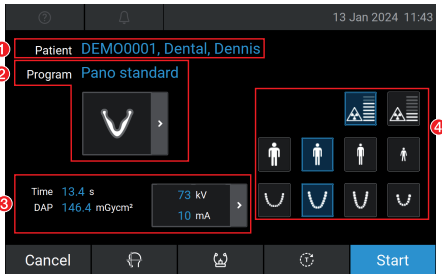 13 Jan 2024 11:43
1 Patient DEMO0001, Dental, Dennis
2 Program Pano standard
4
3 Time 13.4 s
DAP 146.4 mGycm²
73 kV
10 mA
Cancel
Start